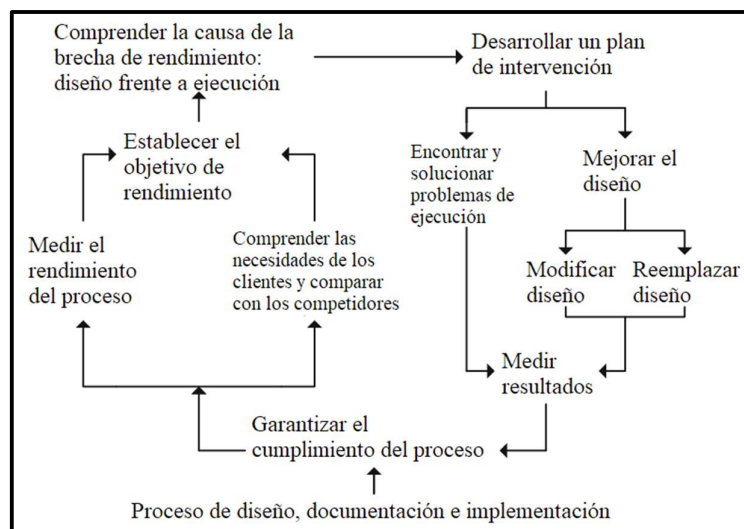 Comprender la causa de la
brecha de rendimiento:
diseño frente a ejecución
Desarrollar un plan
de intervención
Establecer el
objetivo de
rendimiento
Encontrar y
solucionar
problemas de
ejecución
Mejorar el
diseño
Medir el
rendimiento
del proceso
Comprender las
necesidades de los
clientes y comparar
con los competidores
Modificar
diseño
Reemplazar
diseño
Medir
resultados
Garantizar el
cumplimiento del proceso
Proceso de diseño, documentación e implementación